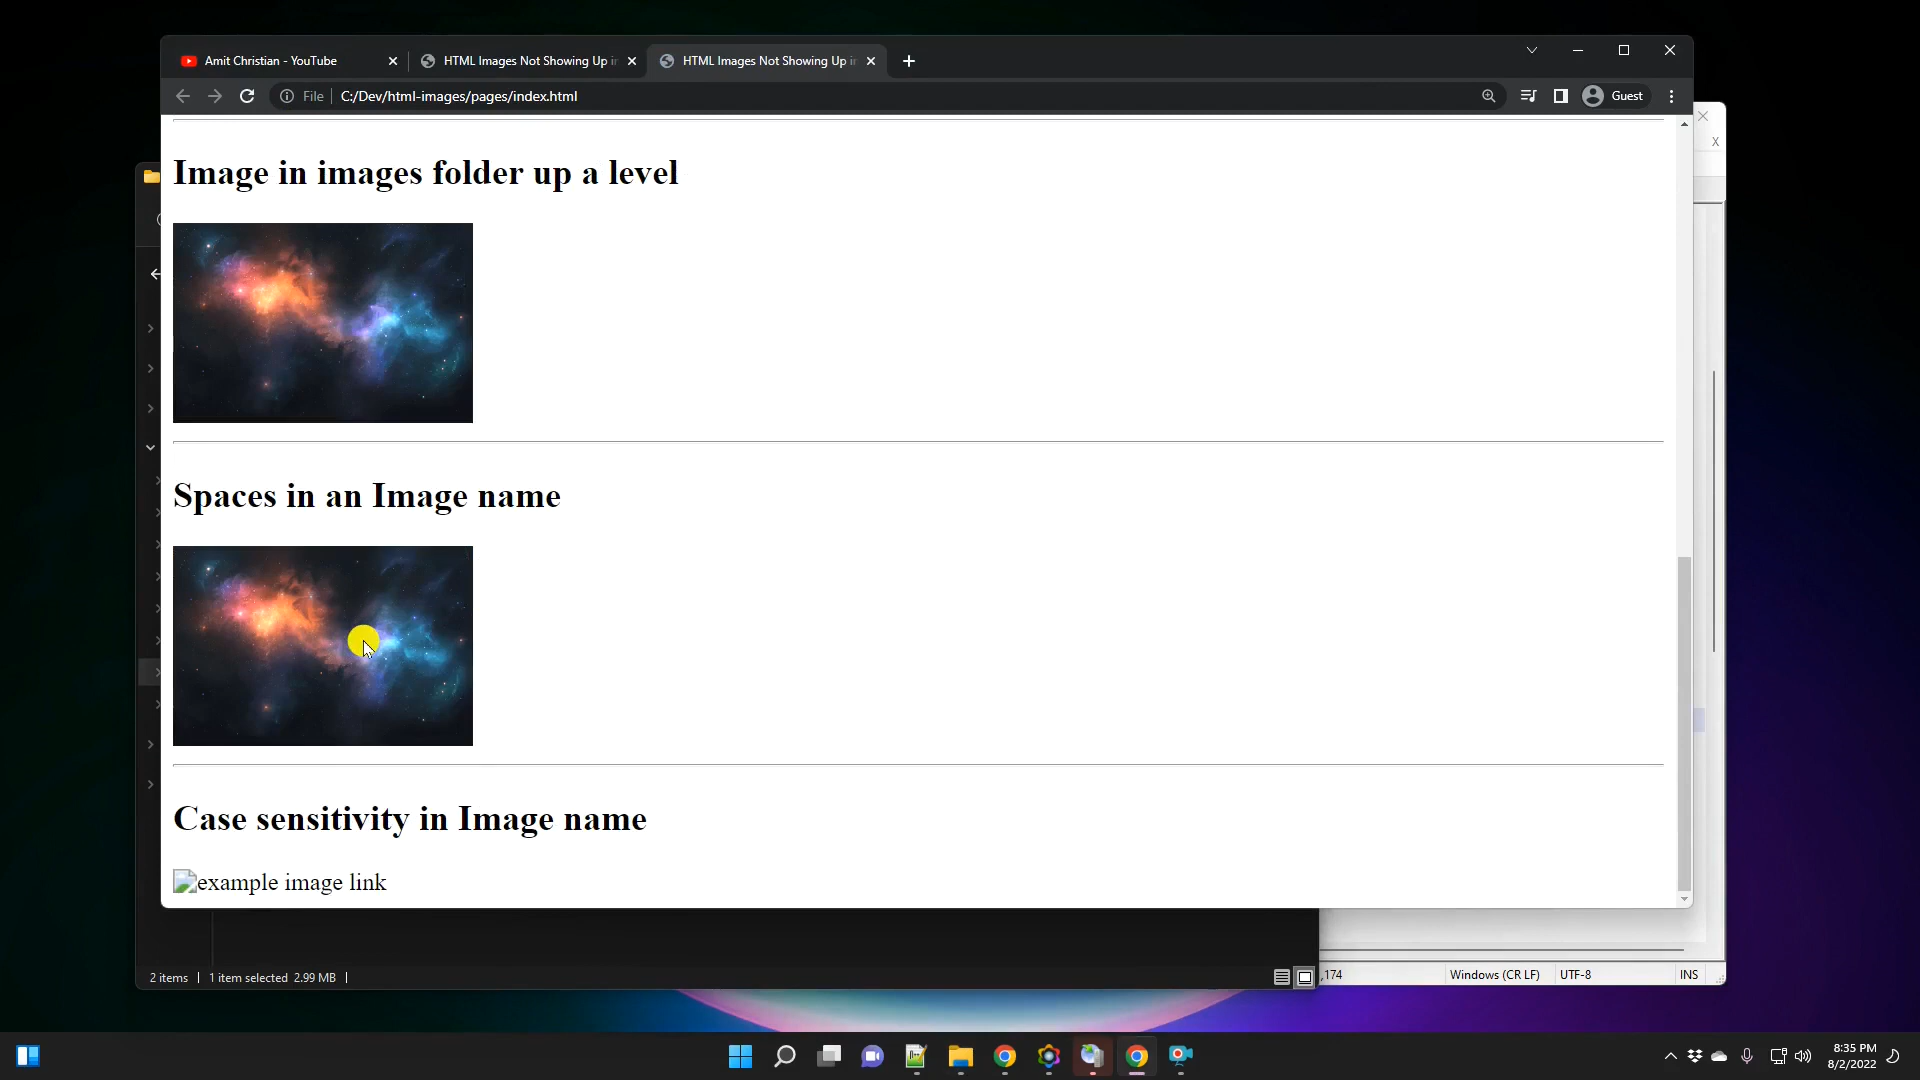 Amit Christian - YouTube
HTML Images Not Showing Up in
HTML Images Not Showing Up in
File
C:/Dev/html-images/pages/index.html
Guest
X
Image in images folder up a level
Spaces in an Image name
Case sensitivity in Image name
example image link
2 items
1 item selected 2.99 MB
,174
Windows (CR LF)
UTF-8
INS
8:35 PM
8/2/2022